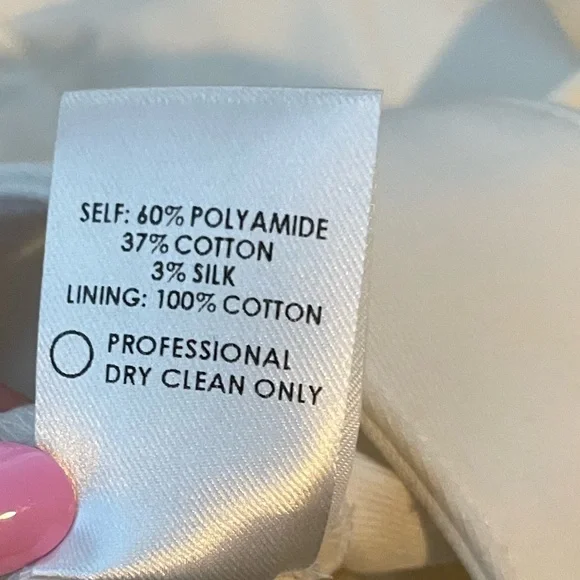 SELF: 60% POLYAMIDE
37% COTTON
3% SILK
LINING: 100% COTTON
PROFESSIONAL
DRY CLEAN ONLY